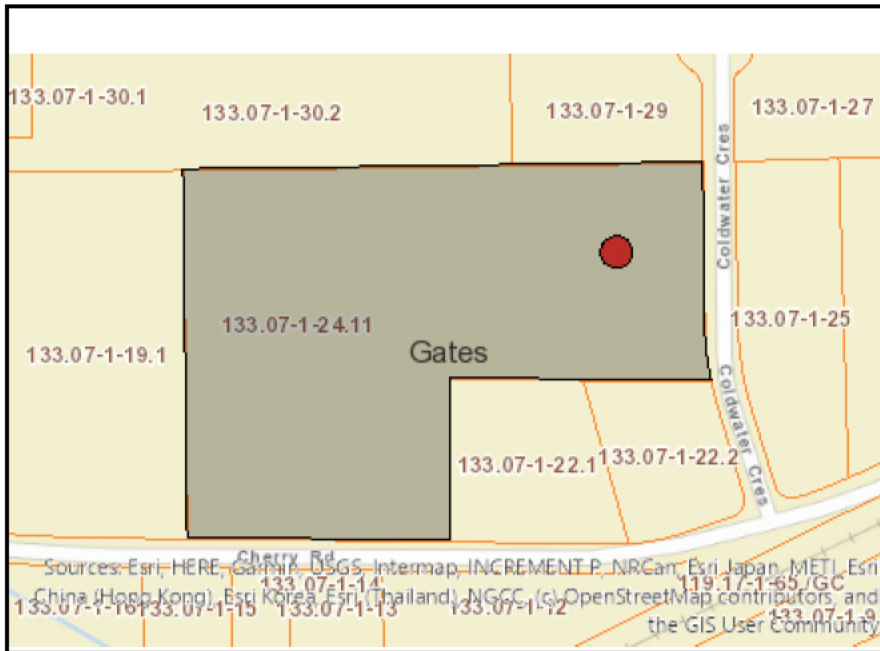 133.07-1-30.1
133.07-1-30.2
133.07-1-29
133.07-1-27
Coldwater Cres
133.07-1-24.11
133.07-1-25
133.07-1-19.1
Gates
Coldwater Cres
133.07-1-22.1
133.07-1-22.2
Cherry Rd
Sources: Esri, HERE, Garmin, USGS, Intermap, INCREMENT P, NRCan, Esri Japan, METI, Esri
China (Hong Kong), Esri Korea, Esri (Thailand), NGCC, (c) OpenStreetMap contributors, and
the GIS User Community
133.07-1-14
119.17-1-65./GC
133.07-1-16
133.07-1-15
133.07-1-13
133.07-1-12
133.07-1-9